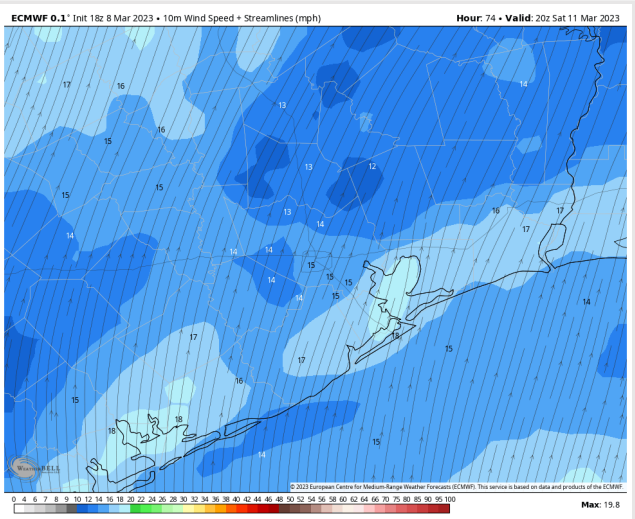 ECMWF 0.1° Init 18z 8 Mar 2023 • 10m Wind Speed + Streamlines (mph) Hour: 74 • Valid: 20z Sat 11 Mar 2023
17 16 14
13
16
15
13 12
15 15
13 16 17
14 14 17
14 14
15
14 15 15
14 15 14
18
17 15
17
16
15
18
18
15
14
WeatherBELL
© 2023 European Centre for Medium-Range Weather Forecasts (ECMWF). This service is based on data and products of the ECMWF.
0 4 6 7 8 9 10 12 14 16 18 20 22 24 26 28 30 32 34 36 38 40 42 44 46 48 50 52 54 56 58 60 62 64 66 68 70 75 80 85 90 95 100 Max: 19.8